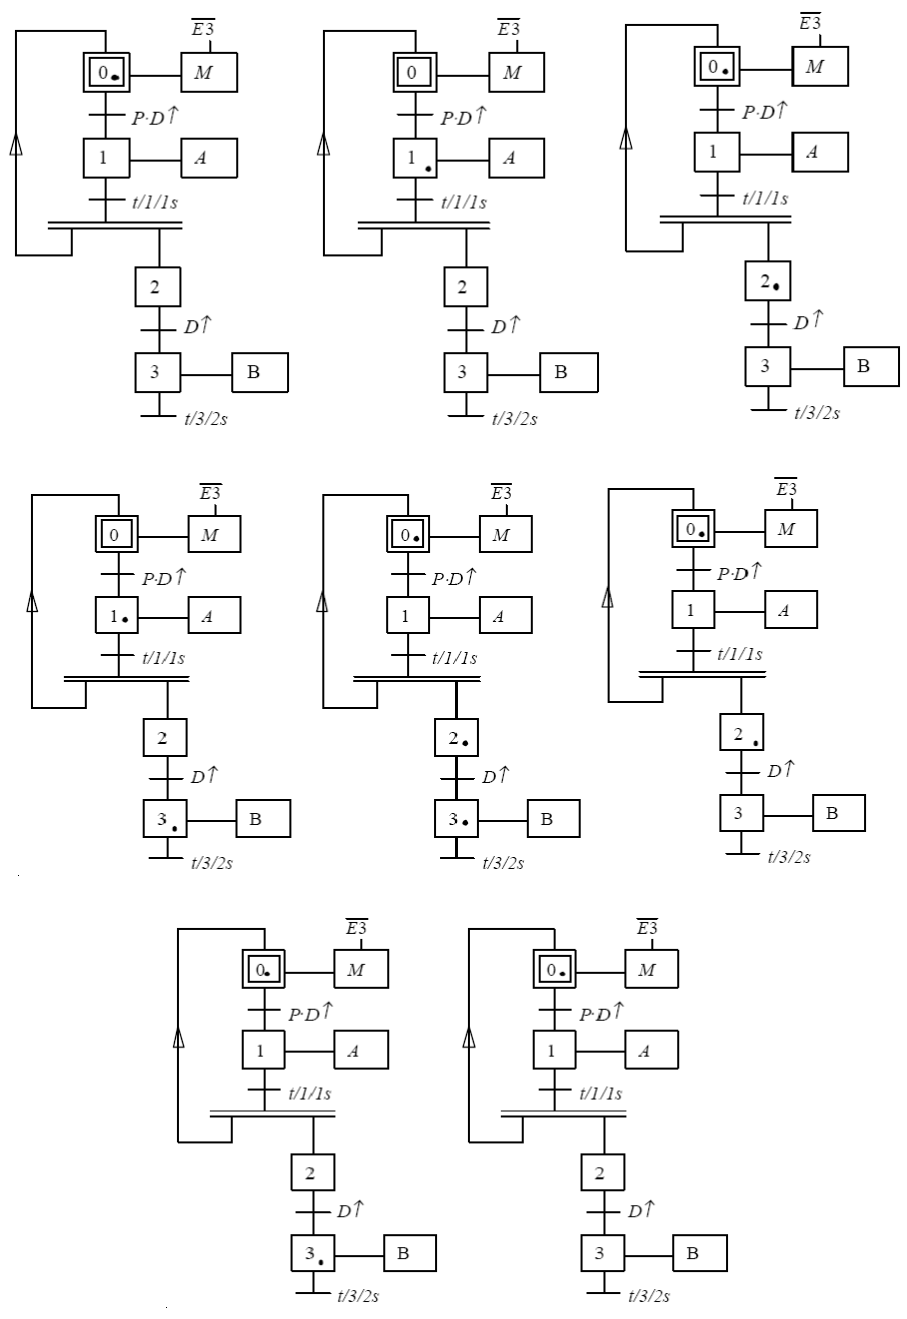 E3 E3 E3
0 M 0 M 0 M
P·D↑ P·D↑ P·D↑
1 A 1 A 1 A
t/1/1s t/1/1s t/1/1s
2 2 2
D↑ D↑ D↑
3 B 3 B 3 B
t/3/2s t/3/2s t/3/2s
E3 E3 E3
0 M 0 M 0 M
P·D↑ P·D↑ P·D↑
1 A 1 A 1 A
t/1/1s t/1/1s t/1/1s
2 2 2
D↑ D↑ D↑
3 B 3 B 3 B
t/3/2s t/3/2s t/3/2s
E3 E3
0 M 0 M
P·D↑ P·D↑
1 A 1 A
t/1/1s t/1/1s
2 2
D↑ D↑
3 B 3 B
t/3/2s t/3/2s